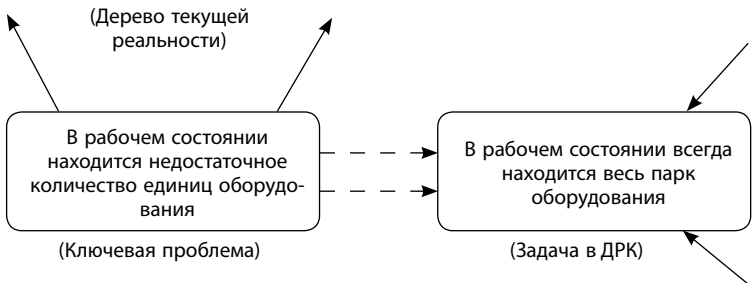 (Дерево текущей
реальности)
В рабочем состоянии
находится недостаточное
количество единиц оборудо-
вания
(Ключевая проблема)
В рабочем состоянии всегда
находится весь парк
оборудования
(Задача в ДРК)